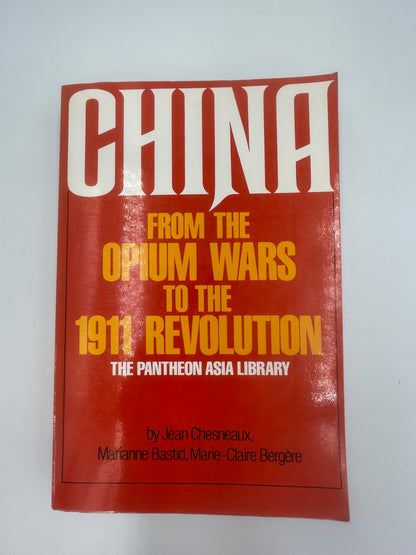 CHINA
FROM THE
OPIUM WARS
TO THE
1911 REVOLUTION
THE PANTHEON ASIA LIBRARY
by Jean Chesneaux,
Marianne Bastid, Marie-Claire Bergère